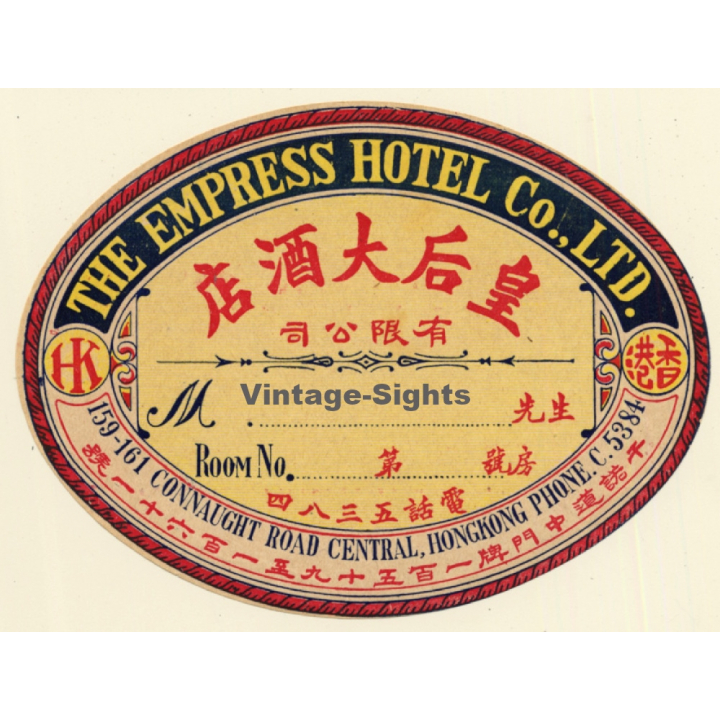 THE EMPRESS HOTEL Co., LTD.
皇后大酒店
有限公司
HK
香港
Vintage-Sights
M. 先生
ROOM No. 第 號房
電話五三八四
159-161 CONNAUGHT ROAD CENTRAL, HONGKONG PHONE. C. 5384
干諾道中門牌一百五十九至一百六十一號